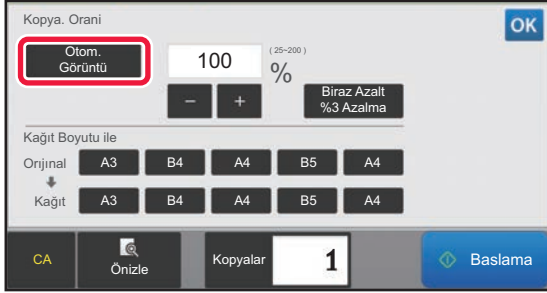 Kopya. Orani
OK
Otom.
Görüntü
100
( 25~200 )
%
−
+
Biraz Azalt
%3 Azalma
Kağıt Boyutu ile
Orıjınal
A3
B4
A4
B5
A4
Kağıt
A3
B4
A4
B5
A4
CA
Önizle
Kopyalar
1
Baslama